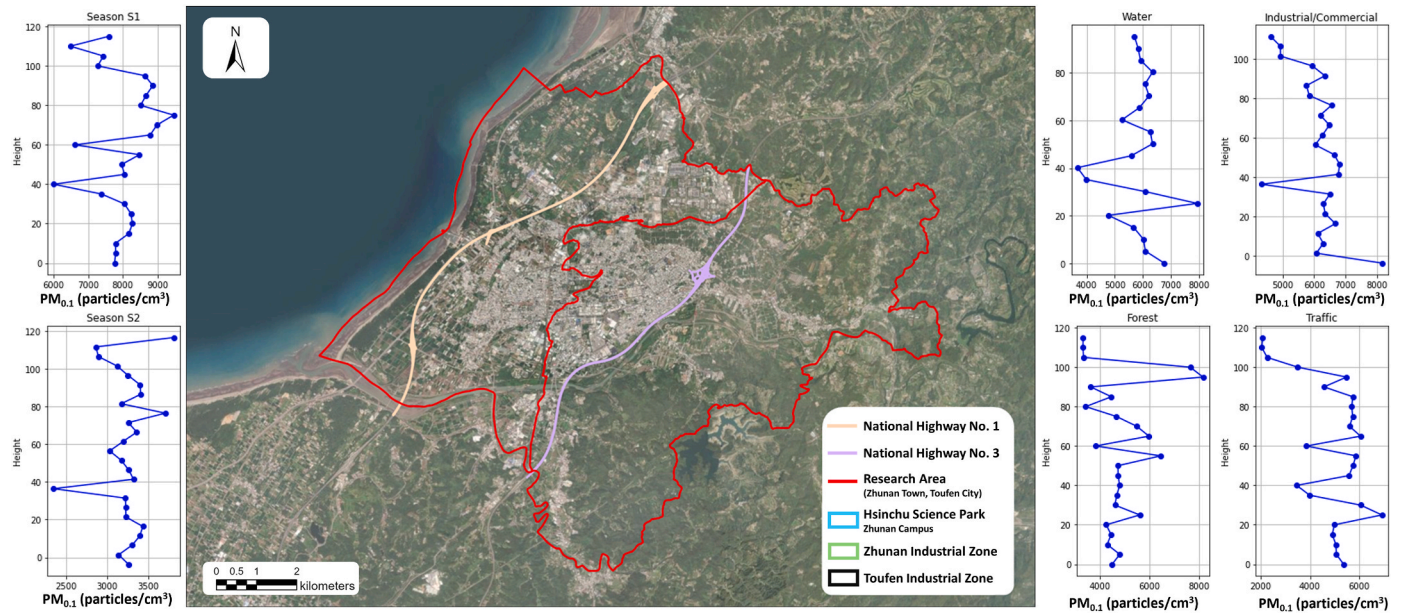 Season S1
120
100
80
60
40
20
0
Height
6000 7000 8000 9000
PM0.1 (particles/cm³)
Season S2
120
100
80
60
40
20
0
Height
2500 3000 3500
PM0.1 (particles/cm³)
N
National Highway No. 1
National Highway No. 3
Research Area
(Zhunan Town, Toufen City)
Hsinchu Science Park
Zhunan Campus
Zhunan Industrial Zone
Toufen Industrial Zone
0 0.5 1 2
kilometers
Water
80
60
40
20
0
Height
4000 5000 6000 7000 8000
PM0.1 (particles/cm³)
Industrial/Commercial
100
80
60
40
20
0
Height
5000 6000 7000 8000
PM0.1 (particles/cm³)
Forest
120
100
80
60
40
20
0
Height
4000 6000 8000
PM0.1 (particles/cm³)
Traffic
120
100
80
60
40
20
0
Height
2000 4000 6000
PM0.1 (particles/cm³)